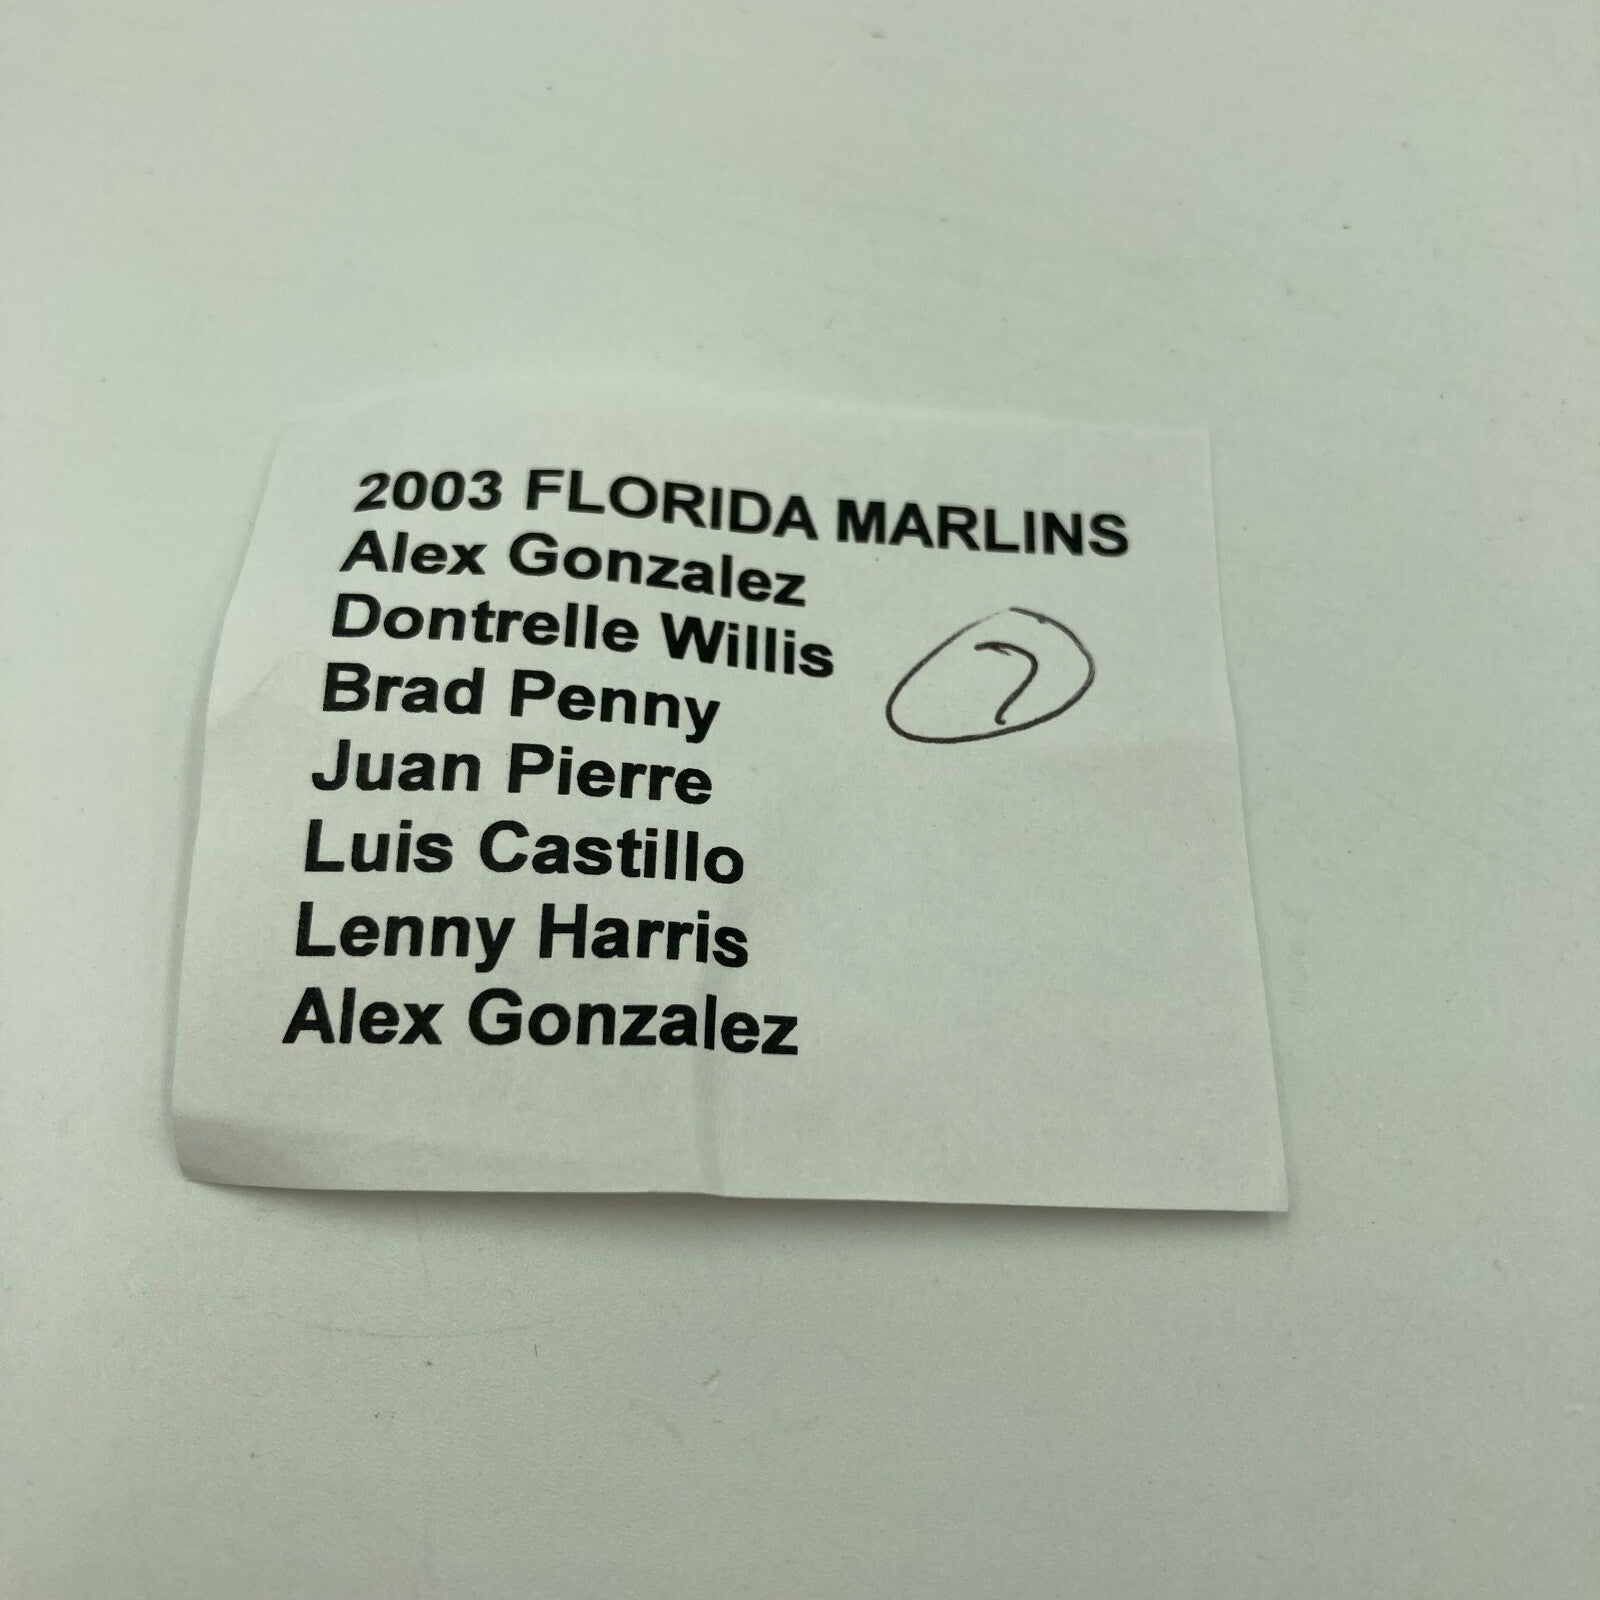 2003 FLORIDA MARLINS
Alex Gonzalez
Dontrelle Willis
7
Brad Penny
Juan Pierre
Luis Castillo
Lenny Harris
Alex Gonzalez